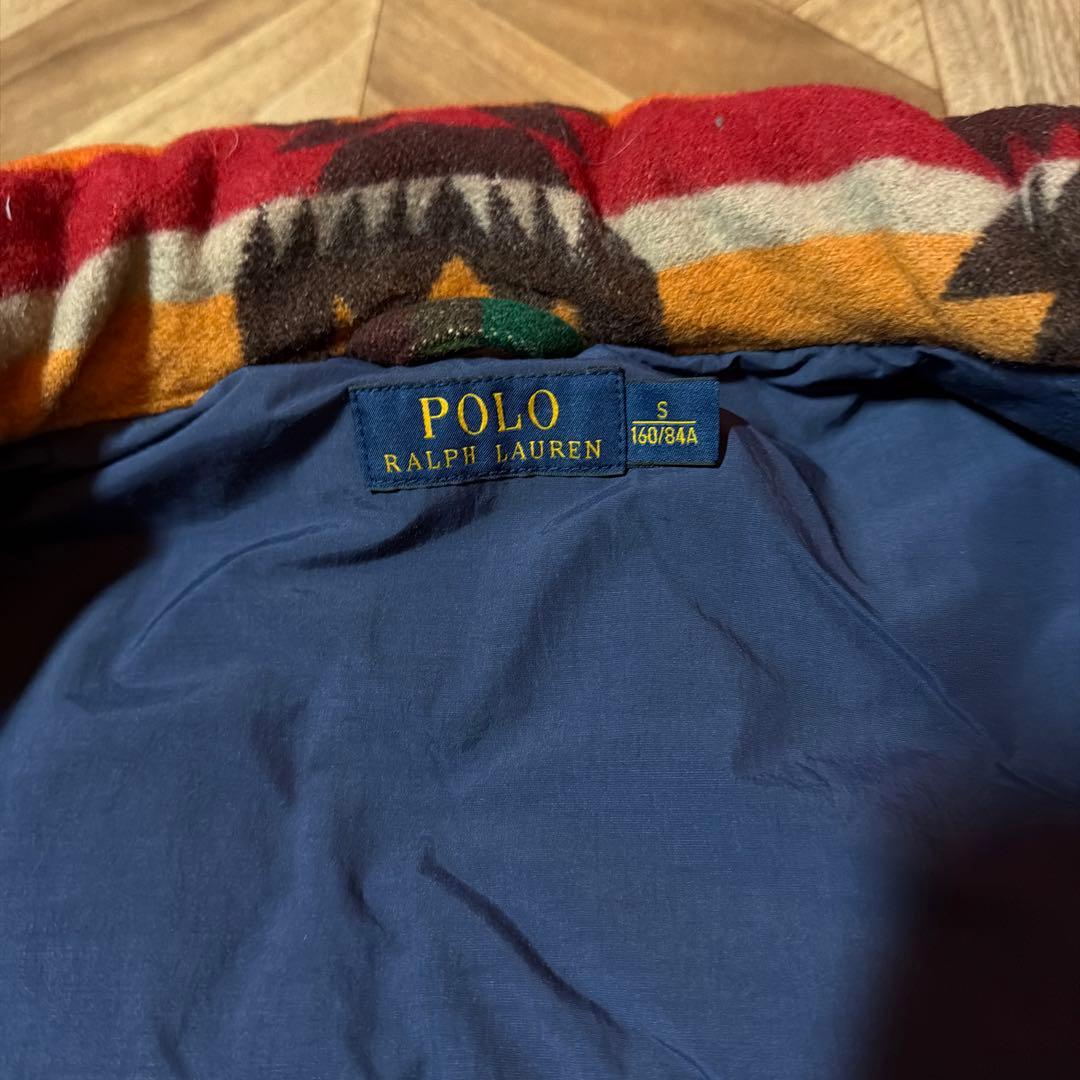 POLO
RALPH LAUREN
S
160/84A